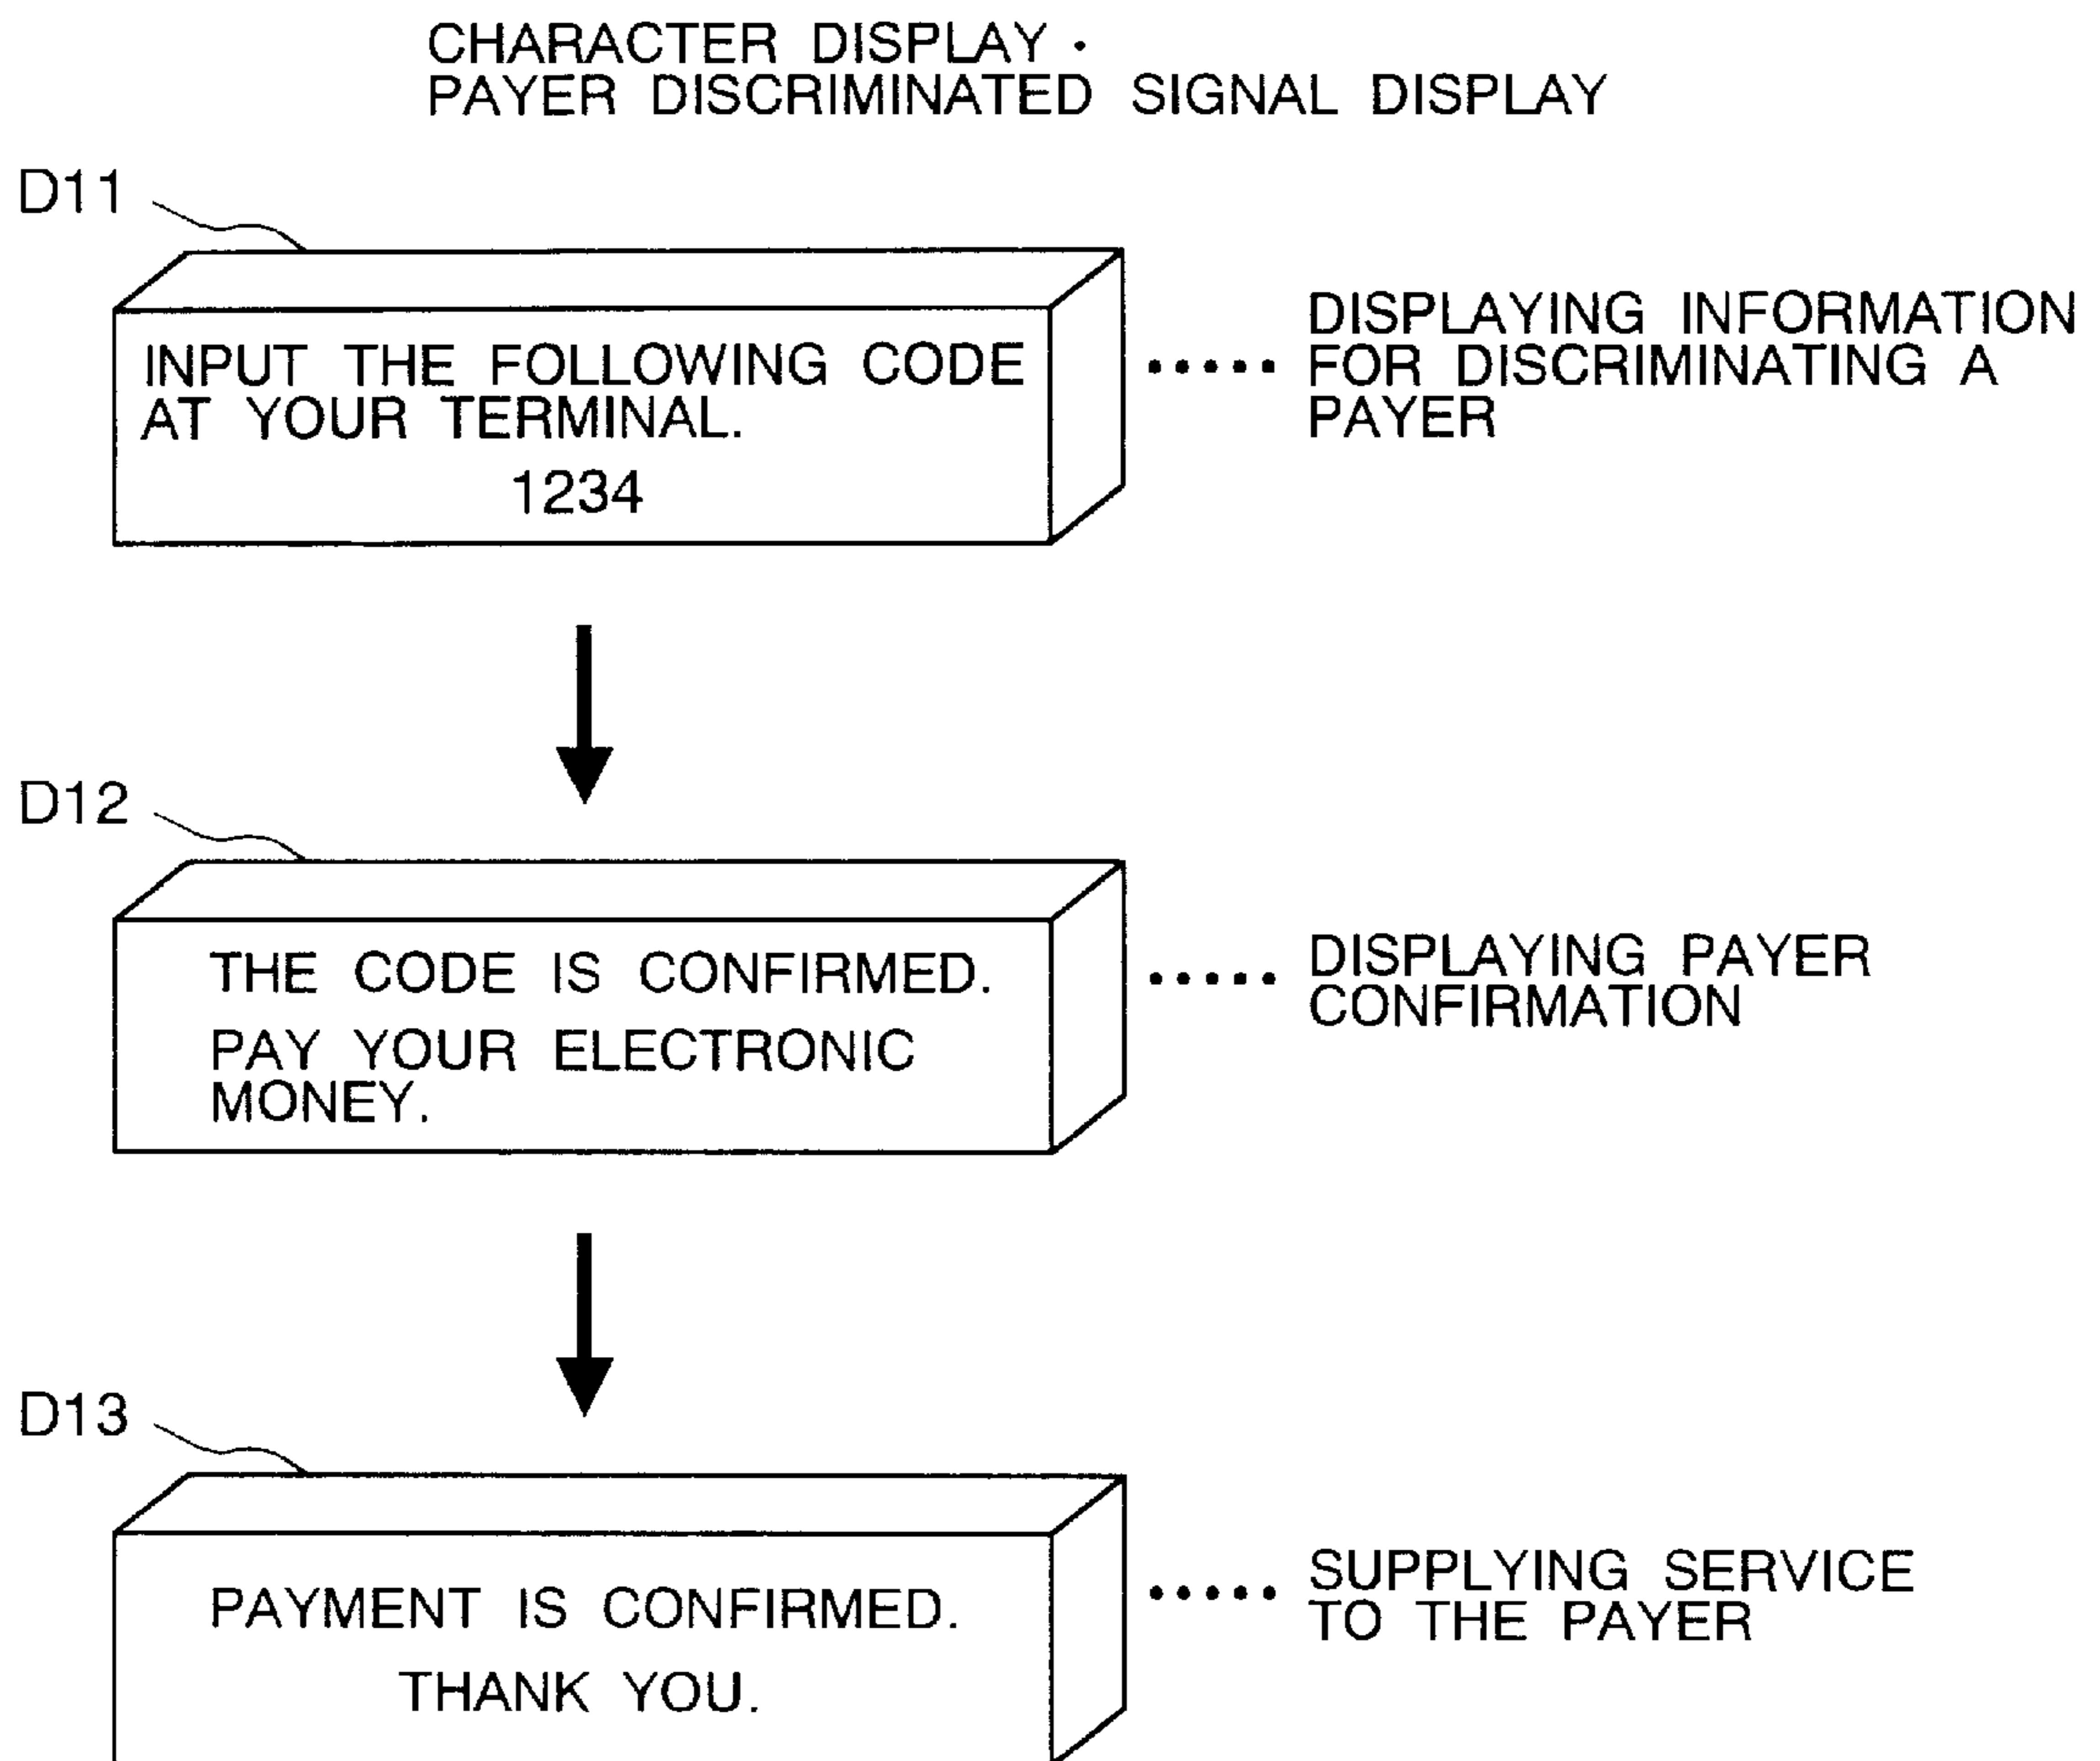 CHARACTER DISPLAY •
PAYER DISCRIMINATED SIGNAL DISPLAY
D11
INPUT THE FOLLOWING CODE
AT YOUR TERMINAL.
1234
••••• DISPLAYING INFORMATION
FOR DISCRIMINATING A
PAYER
D12
THE CODE IS CONFIRMED.
PAY YOUR ELECTRONIC
MONEY.
••••• DISPLAYING PAYER
CONFIRMATION
D13
PAYMENT IS CONFIRMED.
THANK YOU.
••••• SUPPLYING SERVICE
TO THE PAYER